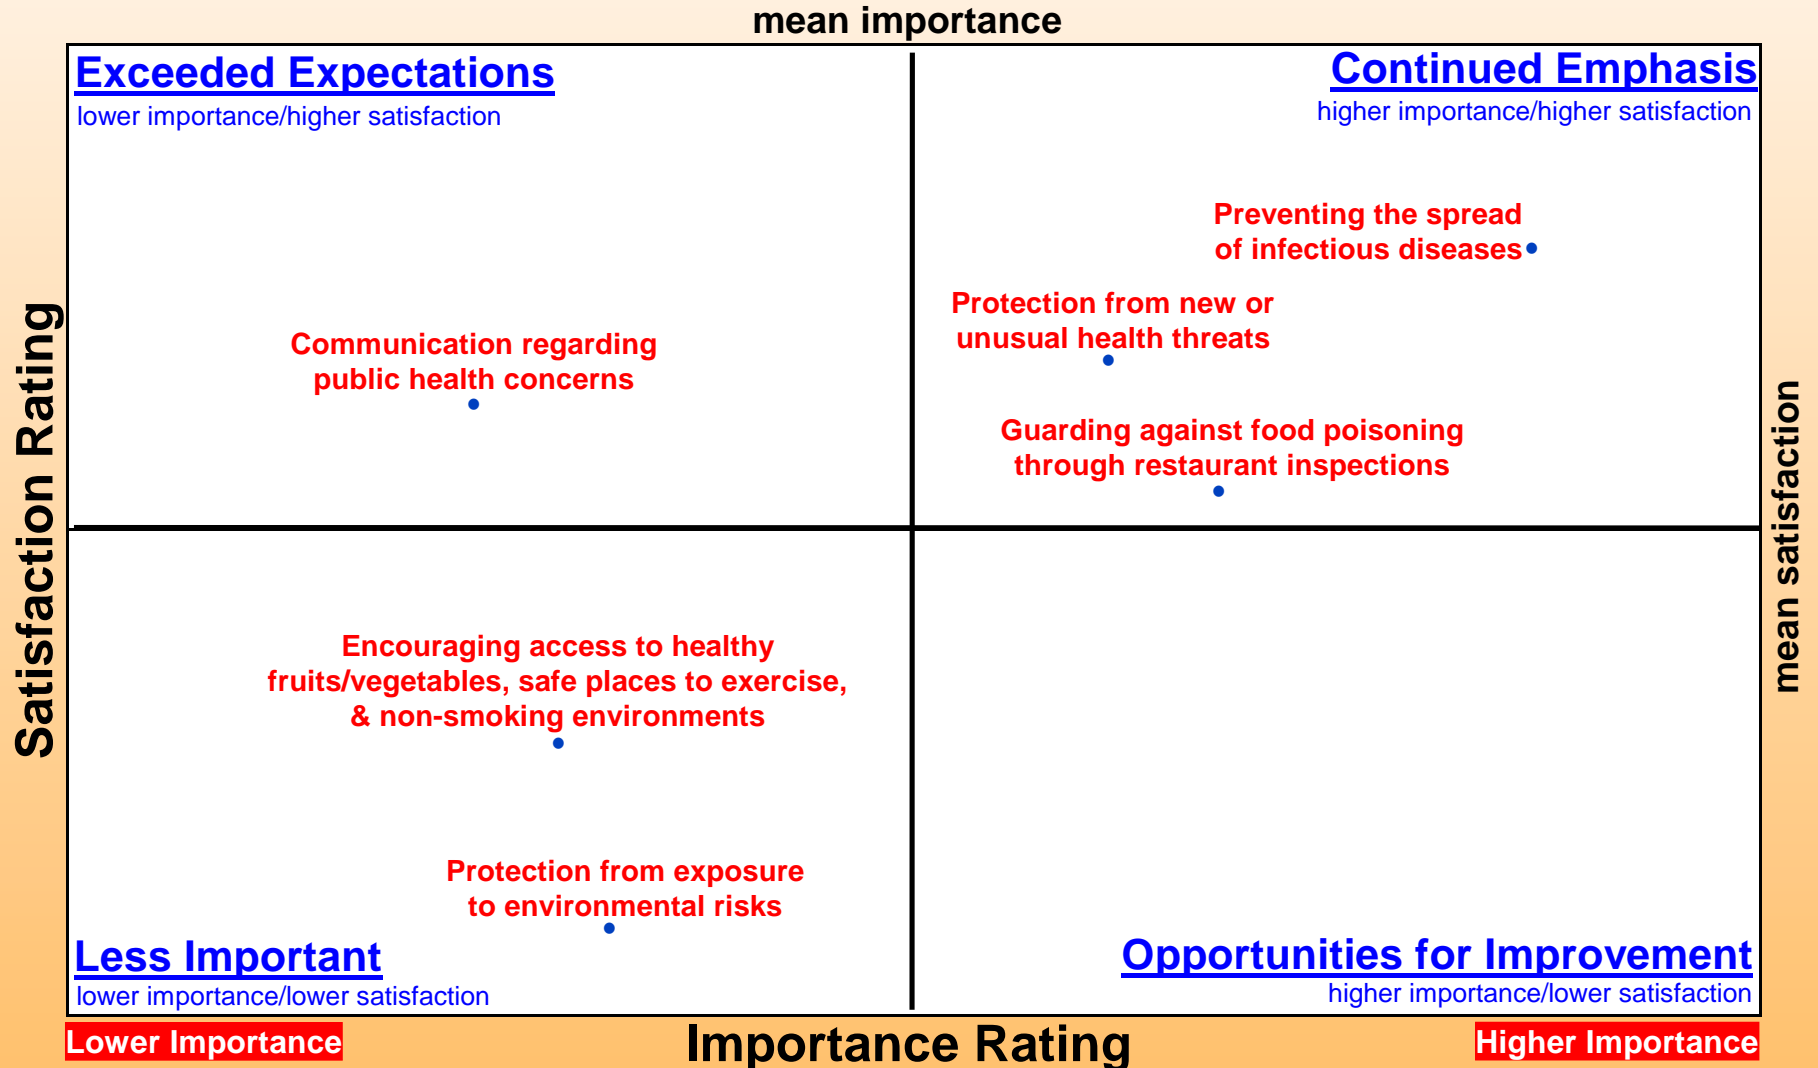 mean importance
Exceeded Expectations
lower importance/higher satisfaction
Continued Emphasis
higher importance/higher satisfaction
Preventing the spread
of infectious diseases
Protection from new or
unusual health threats
Communication regarding
public health concerns
Guarding against food poisoning
through restaurant inspections
Satisfaction Rating
mean satisfaction
Encouraging access to healthy
fruits/vegetables, safe places to exercise,
& non-smoking environments
Protection from exposure
to environmental risks
Less Important
lower importance/lower satisfaction
Opportunities for Improvement
higher importance/lower satisfaction
Lower Importance
Importance Rating
Higher Importance